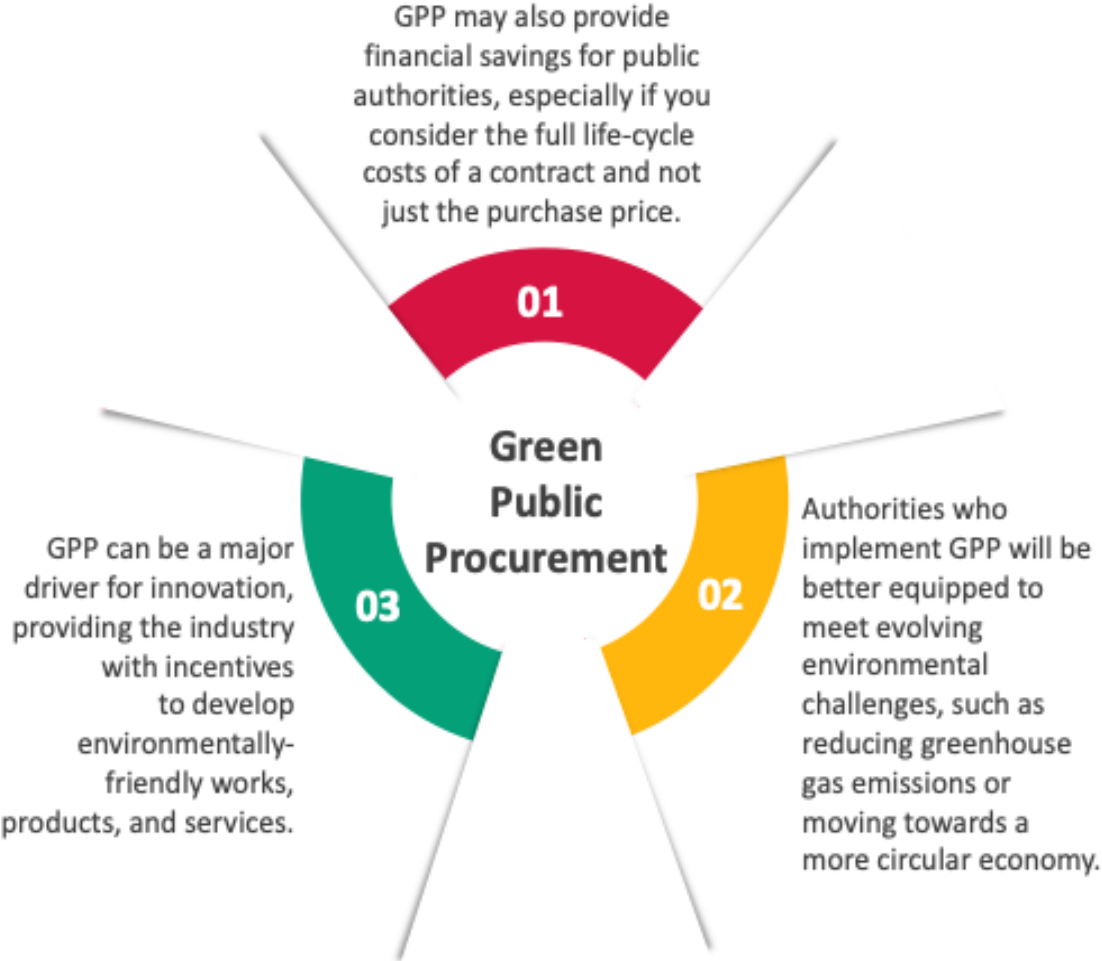 GPP may also provide
financial savings for public
authorities, especially if you
consider the full life-cycle
costs of a contract and not
just the purchase price.
01
Green
Public
Procurement
Authorities who
implement GPP will be
better equipped to
meet evolving
environmental
challenges, such as
reducing greenhouse
gas emissions or
moving towards a
more circular economy.
02
GPP can be a major
driver for innovation,
providing the industry
with incentives
to develop
environmentally-
friendly works,
products, and services.
03